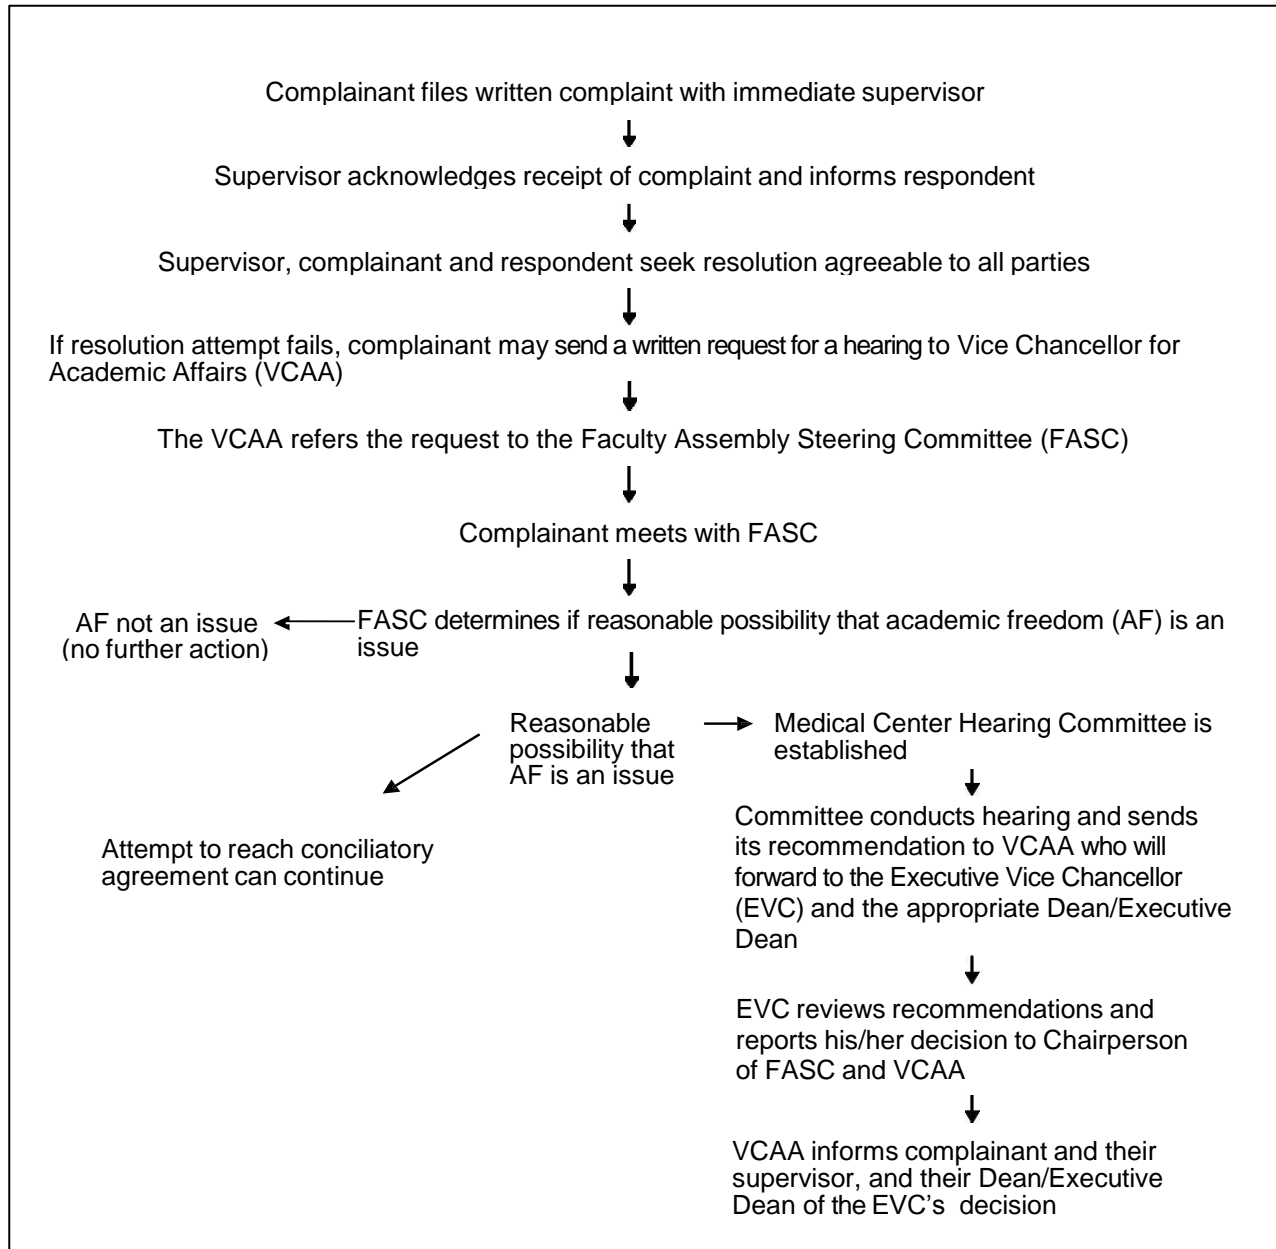 Complainant files written complaint with immediate supervisor
Supervisor acknowledges receipt of complaint and informs respondent
Supervisor, complainant and respondent seek resolution agreeable to all parties
If resolution attempt fails, complainant may send a written request for a hearing to Vice Chancellor for
Academic Affairs (VCAA)
The VCAA refers the request to the Faculty Assembly Steering Committee (FASC)
Complainant meets with FASC
AF not an issue
(no further action)
FASC determines if reasonable possibility that academic freedom (AF) is an
issue
Reasonable
possibility that
AF is an issue
Medical Center Hearing Committee is
established
Attempt to reach conciliatory
agreement can continue
Committee conducts hearing and sends
its recommendation to VCAA who will
forward to the Executive Vice Chancellor
(EVC) and the appropriate Dean/Executive
Dean
EVC reviews recommendations and
reports his/her decision to Chairperson
of FASC and VCAA
VCAA informs complainant and their
supervisor, and their Dean/Executive
Dean of the EVC's decision